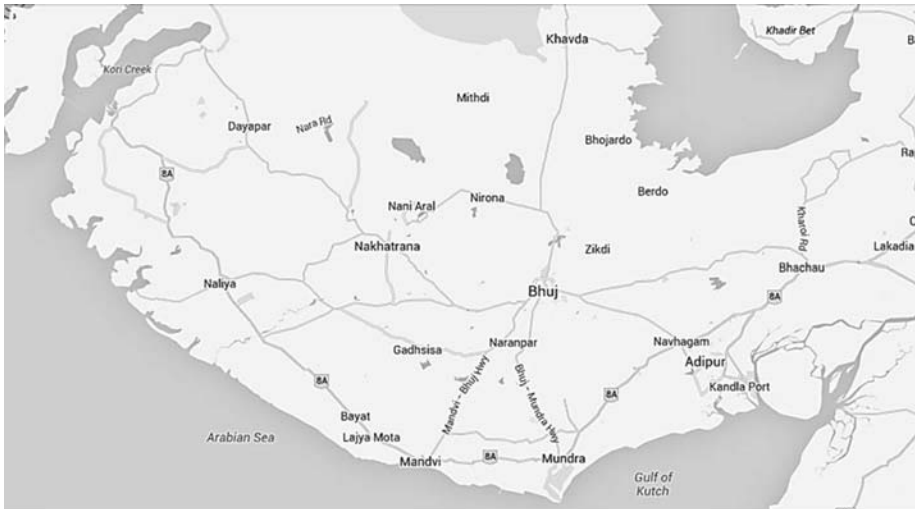 Khavda
Khadir Bet
Kori Creek
Mithdi
Dayapar
Nara Rd
Bhojardo
8A
Berdo
Nirona
Nani Aral
Kharoi Rd
Nakhatrana
Zikdi
Lakadia
Bhachau
Naliya
Bhuj
8A
Naranpar
Navhagam
Gadhsisa
Adipur
8A
8A
Kandla Port
Mandvi - Bhuj Hwy
Bhuj - Mundra Hwy
Bayat
Lajya Mota
Arabian Sea
Mandvi
8A
Mundra
Gulf of
Kutch